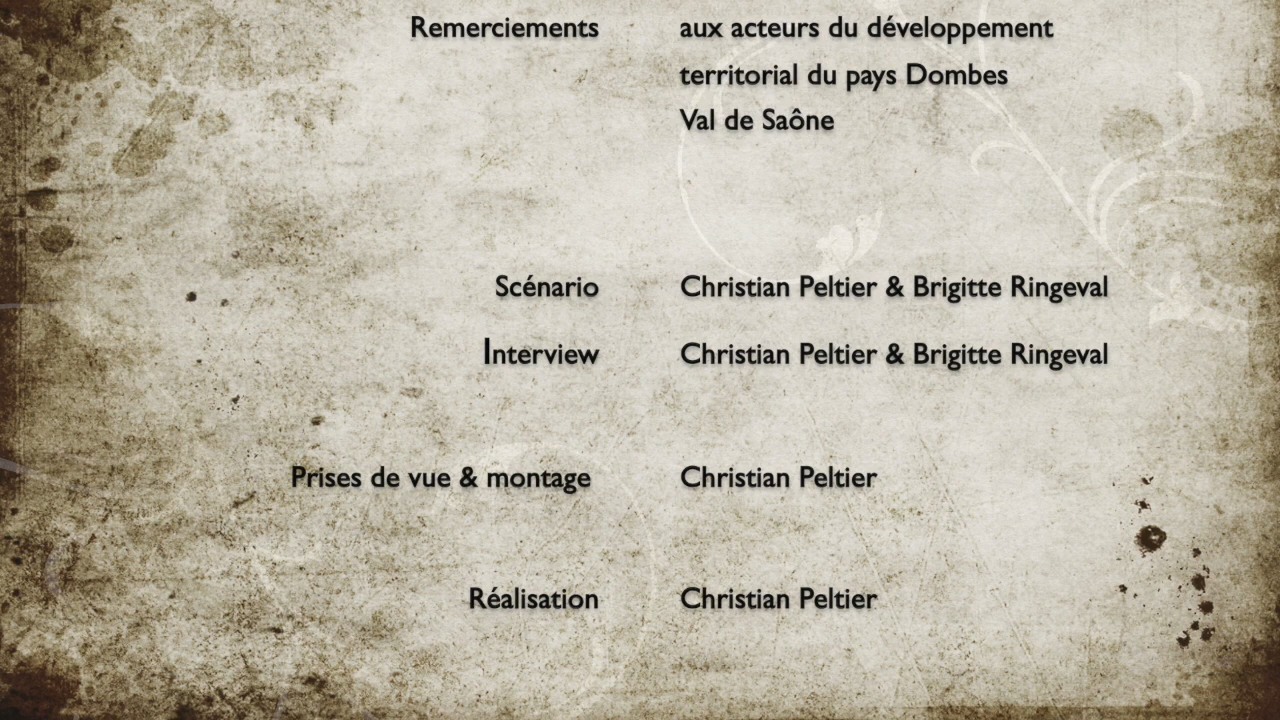 Remerciements aux acteurs du développement
territorial du pays Dombes
Val de Saône
Scénario Christian Peltier & Brigitte Ringeval
Interview Christian Peltier & Brigitte Ringeval
Prises de vue & montage Christian Peltier
Réalisation Christian Peltier